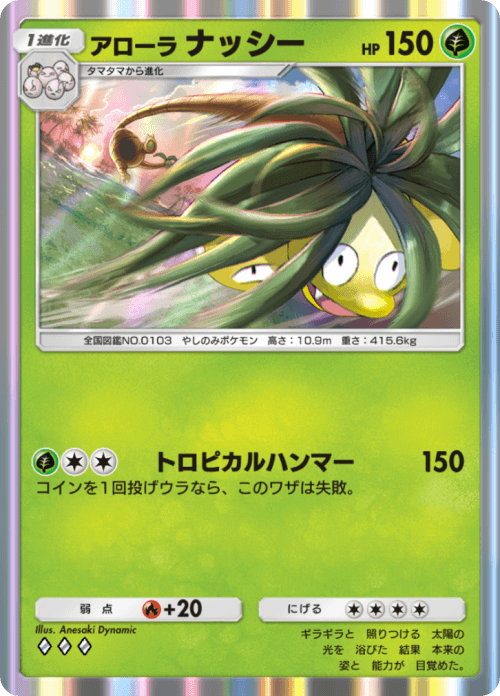 1進化
アローラ ナッシー
HP 150
タマタマから進化
全国図鑑NO.0103 やしのみポケモン 高さ：10.9m 重さ：415.6kg
トロピカルハンマー 150
コインを1回投げウラなら、このワザは失敗。
弱点 +20
にげる
Illus. Anesaki Dynamic
ギラギラと 照りつける 太陽の
光を 浴びた 結果 本来の
姿と 能力が 目覚めた。